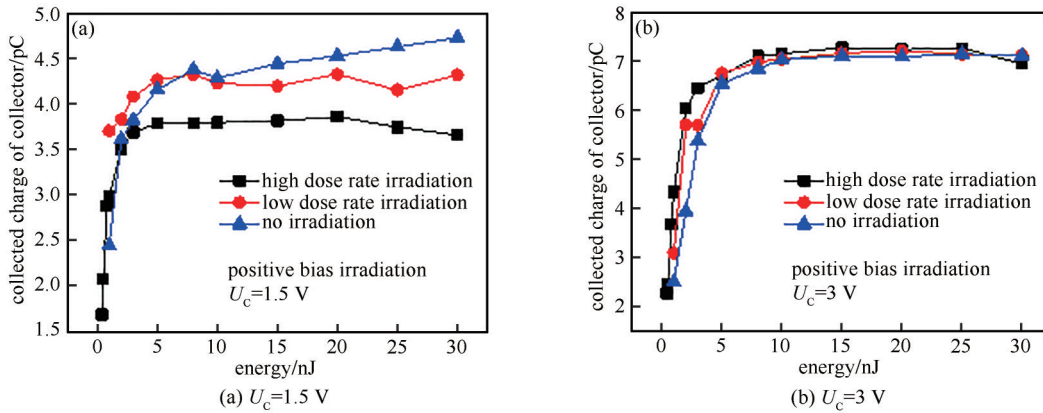 (a)
collected charge of collector/pC
5.0
4.5
4.0
3.5
3.0
2.5
2.0
1.5
high dose rate irradiation
low dose rate irradiation
no irradiation
positive bias irradiation
U_C=1.5 V
0 5 10 15 20 25 30
energy/nJ
(a) U_C=1.5 V
(b)
collected charge of collector/pC
8
7
6
5
4
3
2
high dose rate irradiation
low dose rate irradiation
no irradiation
positive bias irradiation
U_C=3 V
0 5 10 15 20 25 30
energy/nJ
(b) U_C=3 V